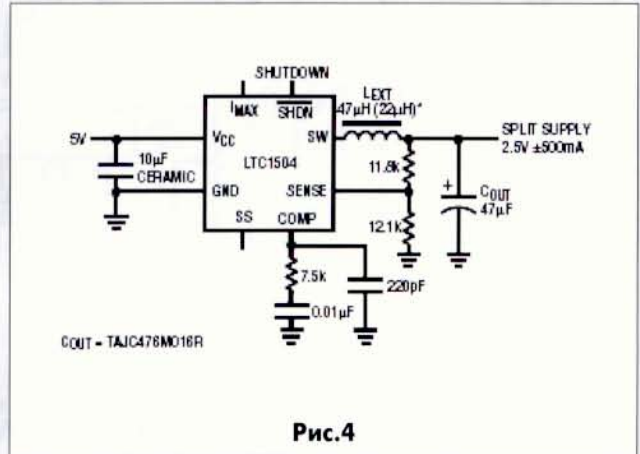 SHUTDOWN
IMAX
SHDN
LEXT
47µH (22µH)*
5V
VCC
SW
SPLIT SUPPLY
2.5V ±500mA
10µF
CERAMIC
LTC1504
11.8k
GND
SENSE
+
COUT
47µF
SS
COMP
12.1k
7.5k
220pF
0.01µF
COUT = TAJC476M016R
Рис.4